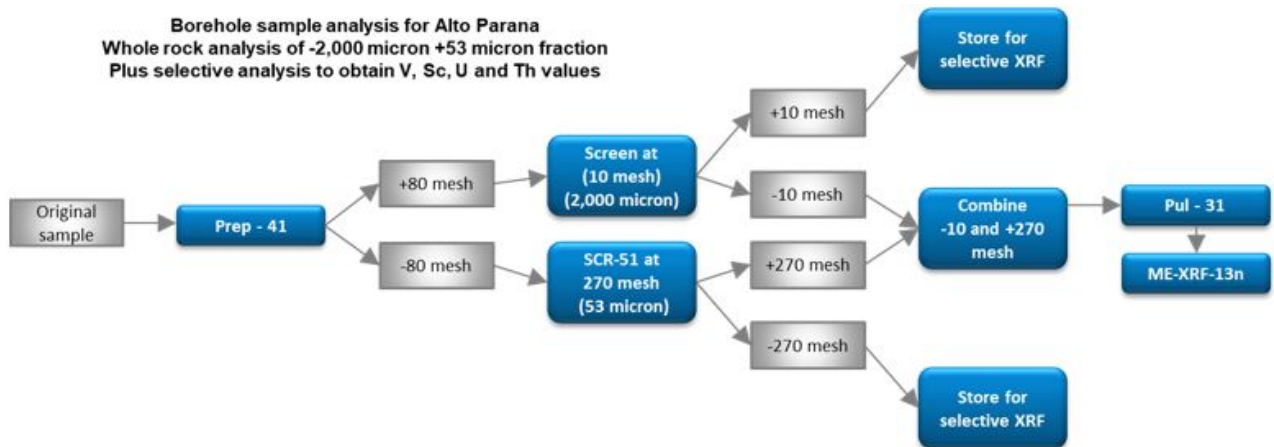 Borehole sample analysis for Alto Parana
Whole rock analysis of -2,000 micron +53 micron fraction
Plus selective analysis to obtain V, Sc, U and Th values
Original
sample
Prep - 41
+80 mesh
-80 mesh
Screen at
(10 mesh)
(2,000 micron)
SCR-51 at
270 mesh
(53 micron)
+10 mesh
-10 mesh
+270 mesh
-270 mesh
Store for
selective XRF
Combine
-10 and +270
mesh
Store for
selective XRF
Pul - 31
ME-XRF-13n